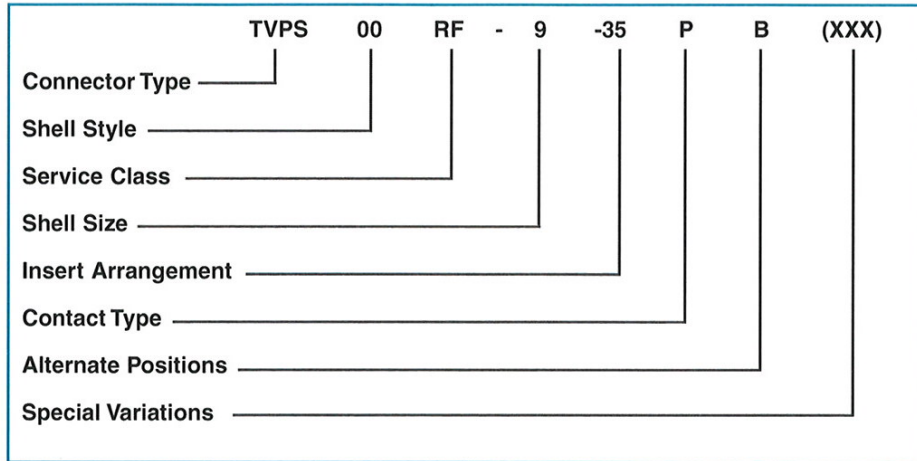 TVPS 00 RF - 9 -35 P B (XXX)
Connector Type
Shell Style
Service Class
Shell Size
Insert Arrangement
Contact Type
Alternate Positions
Special Variations